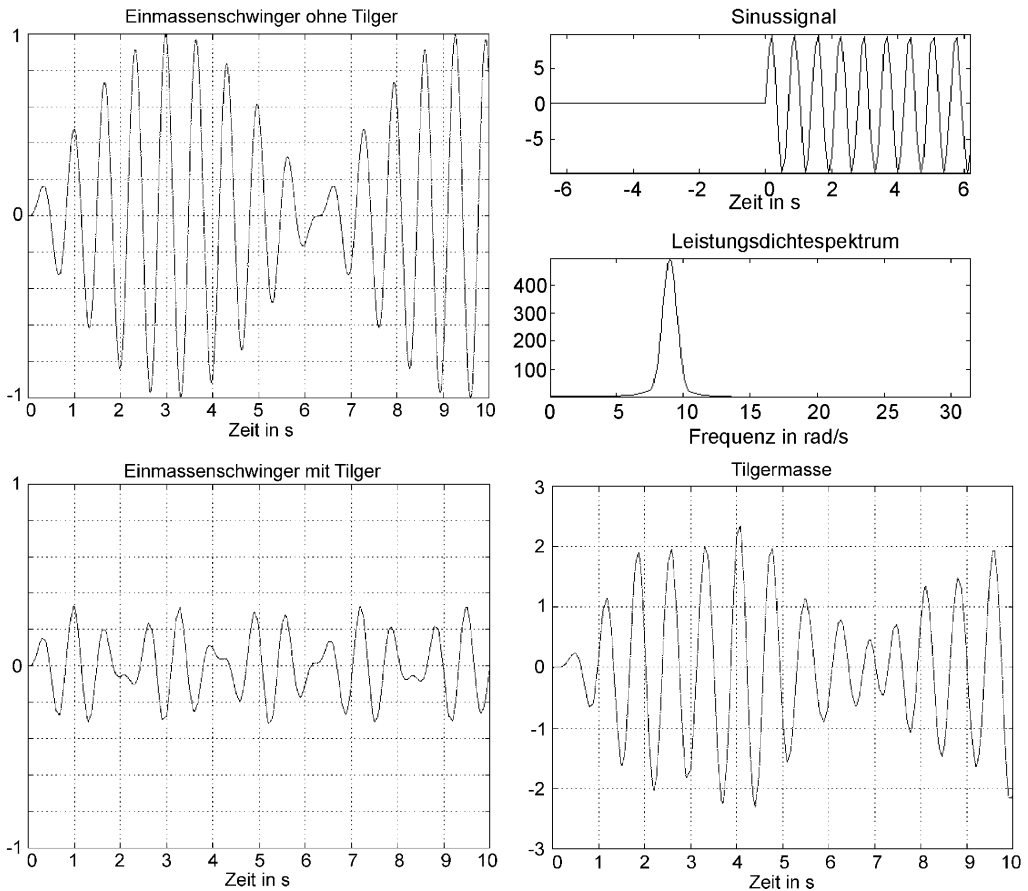 Einmassenschwinger ohne Tilger
1
0
-1
0 1 2 3 4 5 6 7 8 9 10
Zeit in s
Sinussignal
5
0
-5
-6 -4 -2 0 2 4 6
Zeit in s
Leistungsdichtespektrum
400
300
200
100
0 5 10 15 20 25 30
Frequenz in rad/s
Einmassenschwinger mit Tilger
1
0
-1
0 1 2 3 4 5 6 7 8 9 10
Zeit in s
Tilgermasse
3
2
1
0
-1
-2
-3
0 1 2 3 4 5 6 7 8 9 10
Zeit in s